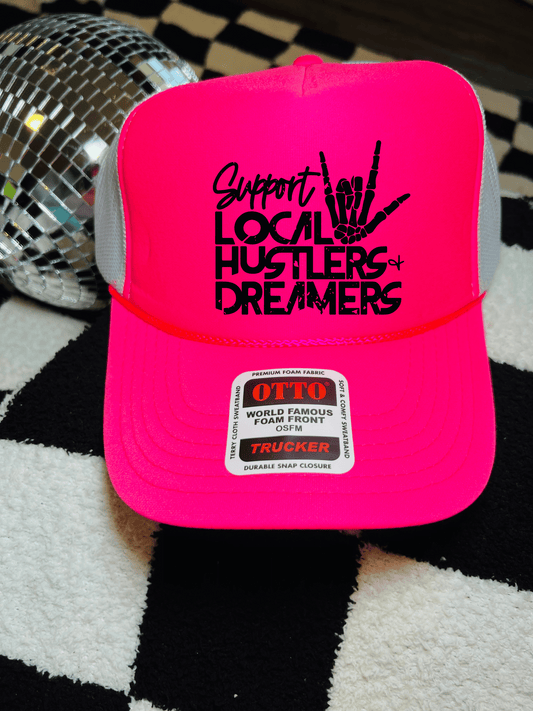 Support
LOCAL
HUSTLERS &
DREAMERS
PREMIUM FOAM FABRIC
TERRY CLOTH SWEATBAND
OTTO®
WORLD FAMOUS
FOAM FRONT
OSFM
TRUCKER
SOFT & COMFY SWEATBAND
DURABLE SNAP CLOSURE